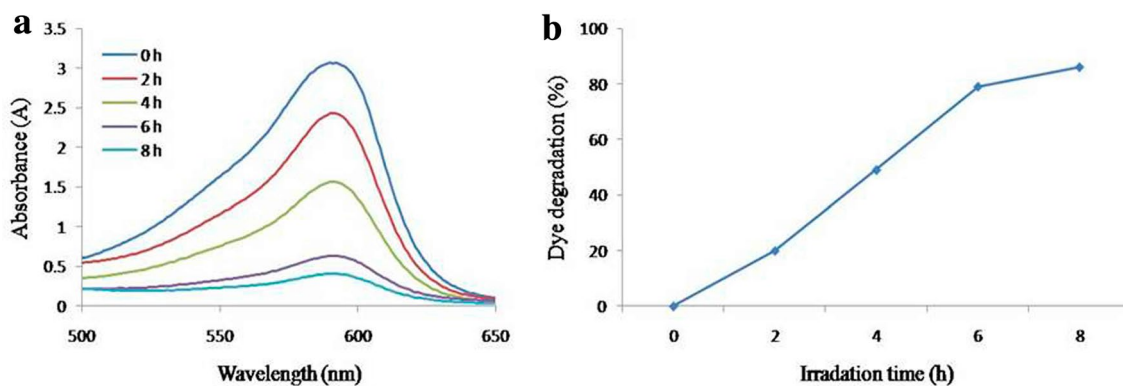 a
3.5
3
2.5
2
1.5
1
0.5
0
Absorbance (A)
0 h
2 h
4 h
6 h
8 h
500 550 600 650
Wavelength (nm)
b
100
80
60
40
20
0
Dye degradation (%)
0 2 4 6 8
Irradation time (h)